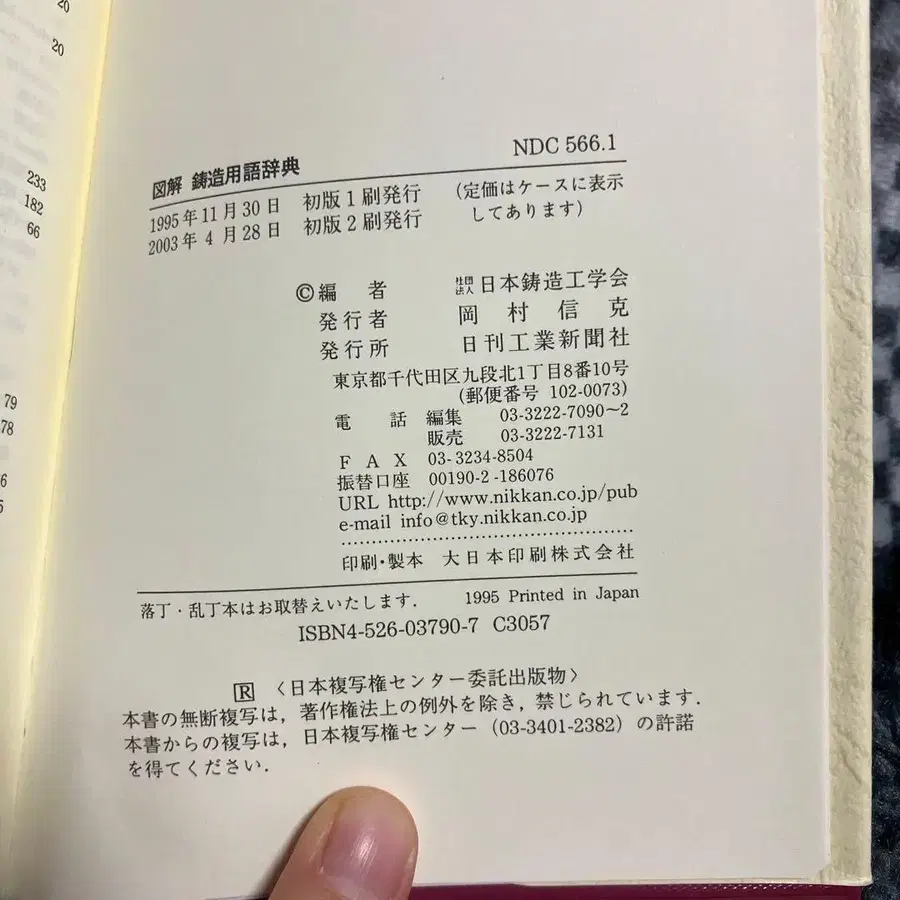 20
20
233
182
66
79
78
6
5
NDC 566.1
図解 鋳造用語辞典
1995年11月30日 初版1刷発行 (定価はケースに表示
2003年 4 月28日 初版2刷発行 してあります)
©編 者 社団法人 日本鋳造工学会
発行者 岡村信克
発行所 日刊工業新聞社
東京都千代田区九段北1丁目8番10号
(郵便番号 102-0073)
電 話 編集 03-3222-7090~2
販売 03-3222-7131
F A X 03-3234-8504
振替口座 00190-2-186076
URL http://www.nikkan.co.jp/pub
e-mail info@tky.nikkan.co.jp
印刷・製本 大日本印刷株式会社
落丁・乱丁本はお取替えいたします. 1995 Printed in Japan
ISBN4-526-03790-7 C3057
R 〈日本複写権センター委託出版物〉
本書の無断複写は, 著作権法上の例外を除き, 禁じられています.
本書からの複写は, 日本複写権センター (03-3401-2382) の許諾
を得てください.